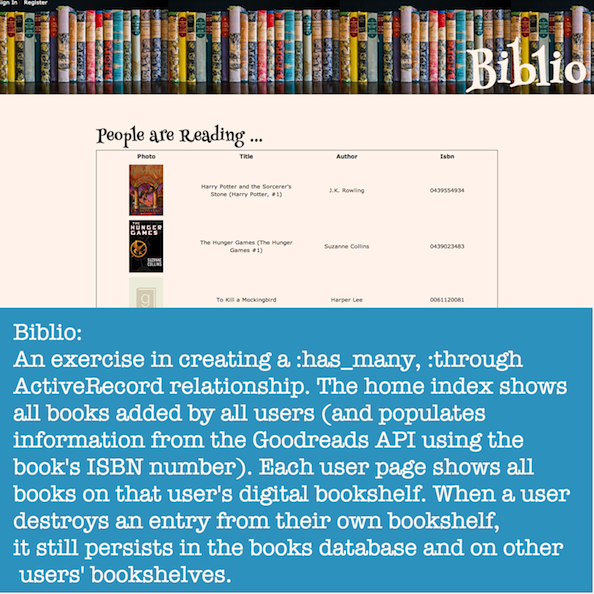 Sign In Register
Biblio
People are Reading ...
Photo Title Author Isbn
Harry Potter and the Sorcerer's
Stone (Harry Potter, #1)
J.K. Rowling
0439554934
THE
HUNGER
GAMES
SUZANNE
COLLINS
The Hunger Games (The Hunger
Games #1)
Suzanne Collins
0439023483
g
To Kill a Mockingbird
Harper Lee
0061120081
Biblio:
An exercise in creating a :has_many, :through
ActiveRecord relationship. The home index shows
all books added by all users (and populates
information from the Goodreads API using the
book's ISBN number). Each user page shows all
books on that user's digital bookshelf. When a user
destroys an entry from their own bookshelf,
it still persists in the books database and on other
users' bookshelves.